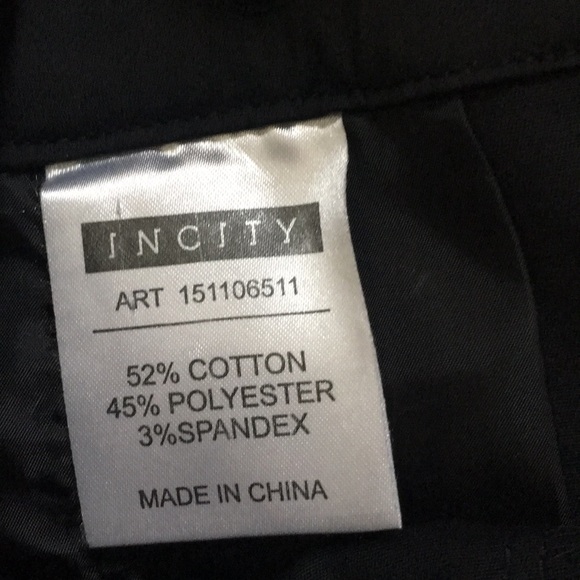 INCITY
ART 151106511
52% COTTON
45% POLYESTER
3%SPANDEX
MADE IN CHINA